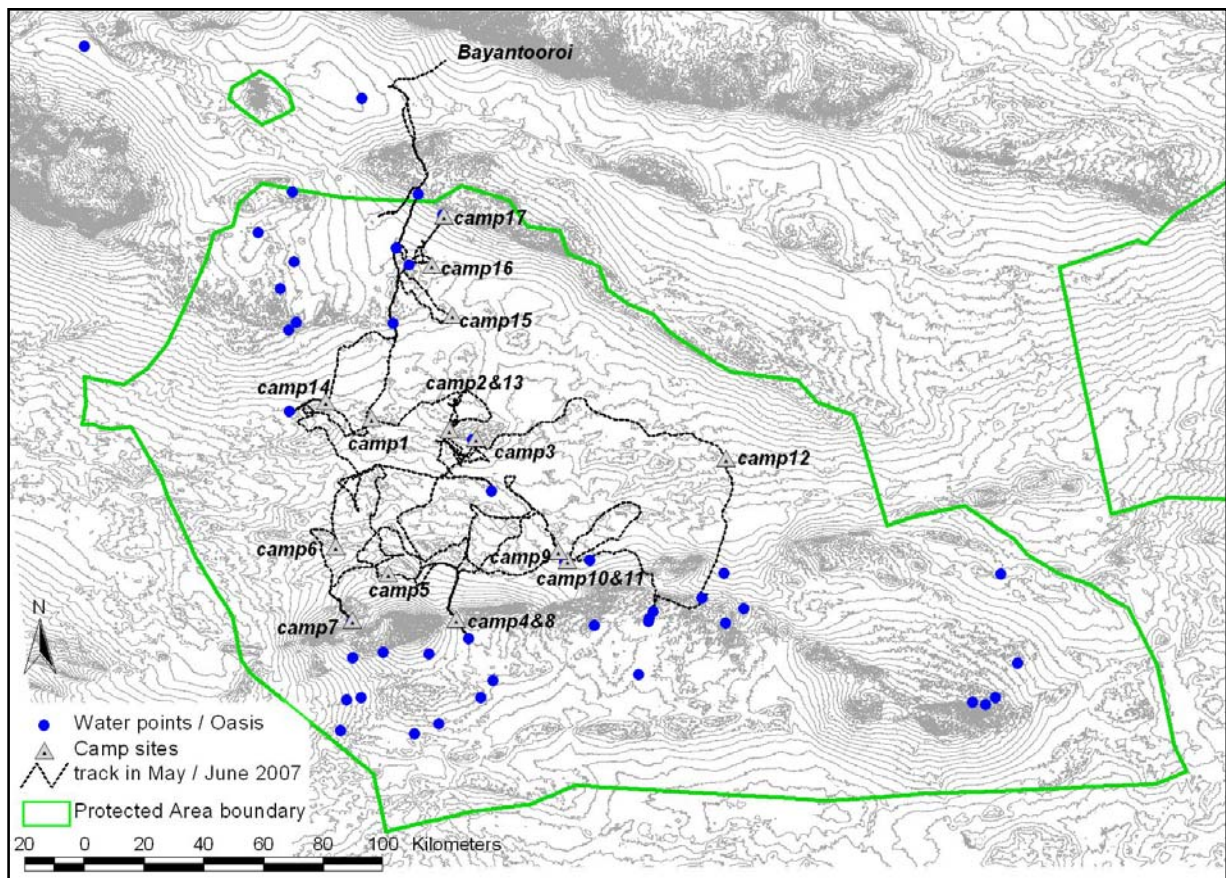 Bayantooroi
camp17
camp16
camp15
camp14
camp2&13
camp1
camp3
camp12
camp6
camp9
camp10&11
camp5
camp7
camp4&8
N
Water points / Oasis
Camp sites
track in May / June 2007
Protected Area boundary
20 0 20 40 60 80 100 Kilometers